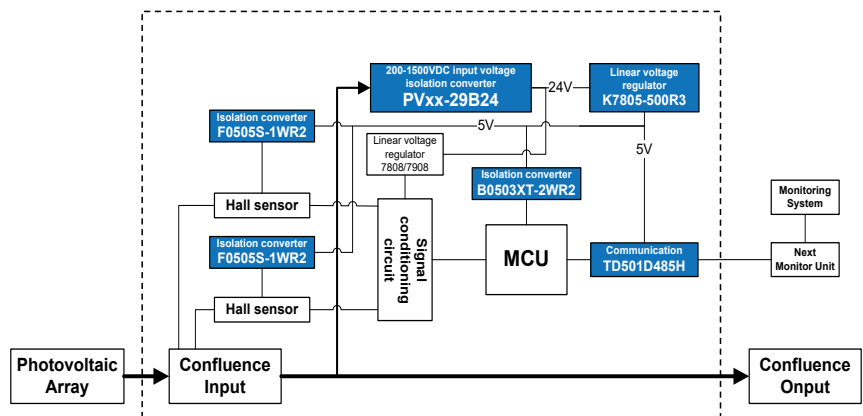 200-1500VDC input voltage
isolation converter
PVxx-29B24
24V
Linear voltage
regulator
K7805-500R3
Isolation converter
F0505S-1WR2
5V
Linear voltage
regulator
7808/7908
5V
Isolation converter
B0503XT-2WR2
Hall sensor
Signal
conditioning
circuit
MCU
Communication
TD501D485H
Monitoring
System
Next
Monitor Unit
Isolation converter
F0505S-1WR2
Hall sensor
Photovoltaic
Array
Confluence
Input
Confluence
Onput